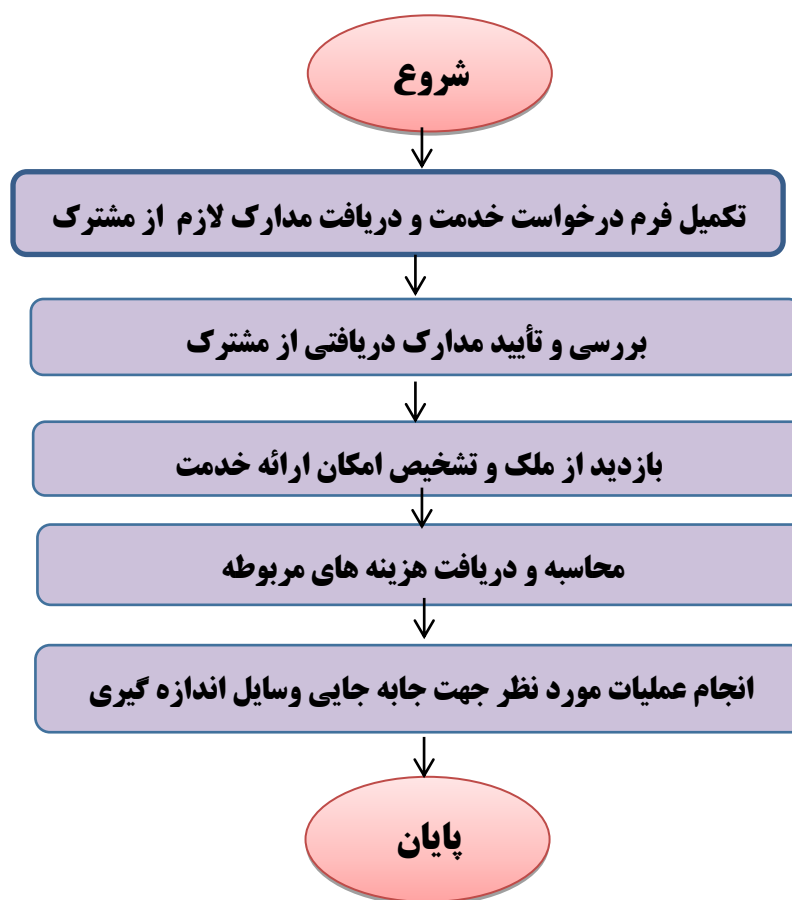 شروع
تکمیل فرم درخواست خدمت و دریافت مدارک لازم از مشترک
بررسی و تأیید مدارک دریافتی از مشترک
بازدید از ملک و تشخیص امکان ارائه خدمت
محاسبه و دریافت هزینه های مربوطه
انجام عملیات مورد نظر جهت جابه جایی وسایل اندازه گیری
پایان